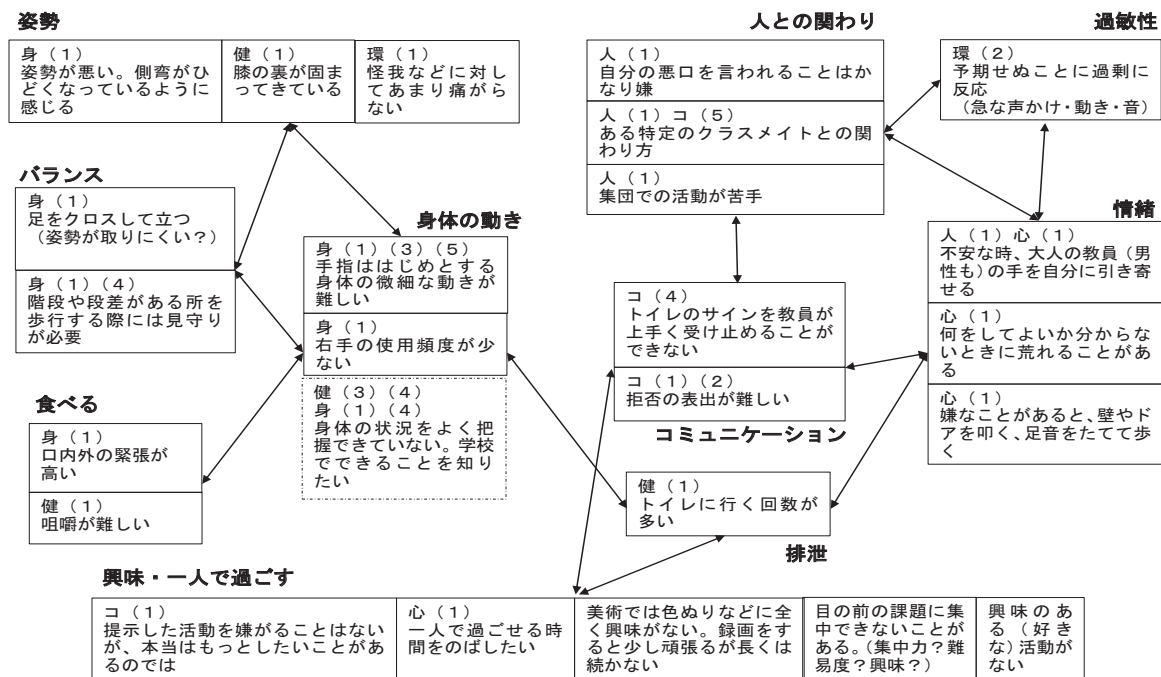 姿勢
身（1）
姿勢が悪い。側弯がひ
どくなっているように
感じる
健（1）
膝の裏が固ま
ってきている
環（1）
怪我などに対し
てあまり痛がら
ない
人との関わり
人（1）
自分の悪口を言われることはか
なり嫌
人（1）コ（5）
ある特定のクラスメイトとの関
わり方
人（1）
集団での活動が苦手
過敏性
環（2）
予期せぬことに過剰に
反応
（急な声かけ・動き・音）
バランス
身（1）
足をクロスして立つ
（姿勢が取りにくい？）
身（1）（4）
階段や段差がある所を
歩行する際には見守り
が必要
身体の動き
身（1）（3）（5）
手指ははじめとする
身体の微細な動きが
難しい
身（1）
右手の使用頻度が少
ない
健（3）（4）
身（1）（4）
身体の状況をよく把
握できていない。学校
でできることを知り
たい
情緒
人（1）心（1）
不安な時、大人の教員（男
性も）の手を自分に引き寄
せる
心（1）
何をしてよいか分からな
いときに荒れることがあ
る
心（1）
嫌なことがあると、壁やド
アを叩く、足音をたてて歩
く
コ（4）
トイレのサインを教員が
上手く受け止めることが
できない
コ（1）（2）
拒否の表出が難しい
コミュニケーション
食べる
身（1）
口内外の緊張が
高い
健（1）
咀嚼が難しい
健（1）
トイレに行く回数が
多い
排泄
興味・一人で過ごす
コ（1）
提示した活動を嫌がることはない
が、本当はもっとしたいことがあ
るのでは
心（1）
一人で過ごせる時
間をのばしたい
美術では色ぬりなどに全
く興味がない。録画をす
ると少し頑張るが長くは
続かない
目の前の課題に集
中できないことが
ある。（集中力？難
易度？興味？）
興味のあ
る（好き
な）活動が
ない